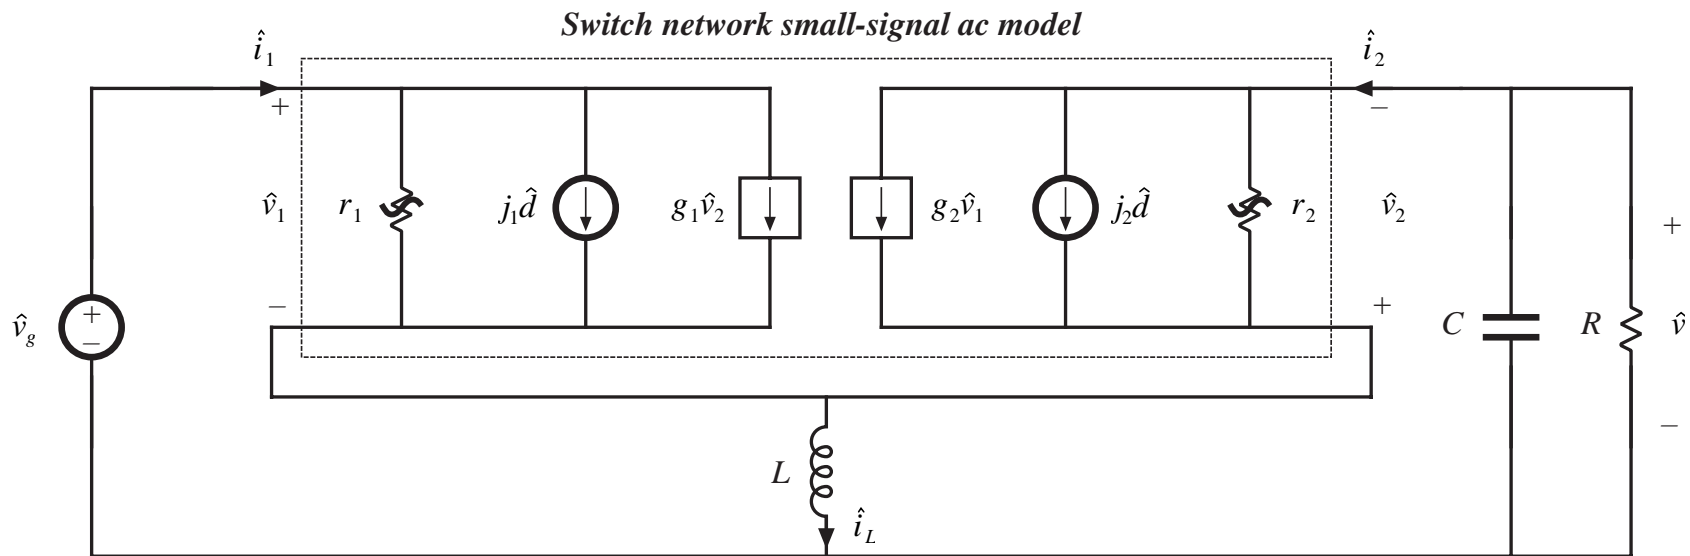 Switch network small-signal ac model
î₁
î₂
+
−
v̂₁
r₁
j₁d̂
g₁v̂₂
g₂v̂₁
j₂d̂
r₂
v̂₂
+
−
+
v̂g
+
−
C
R
v̂
−
L
îL